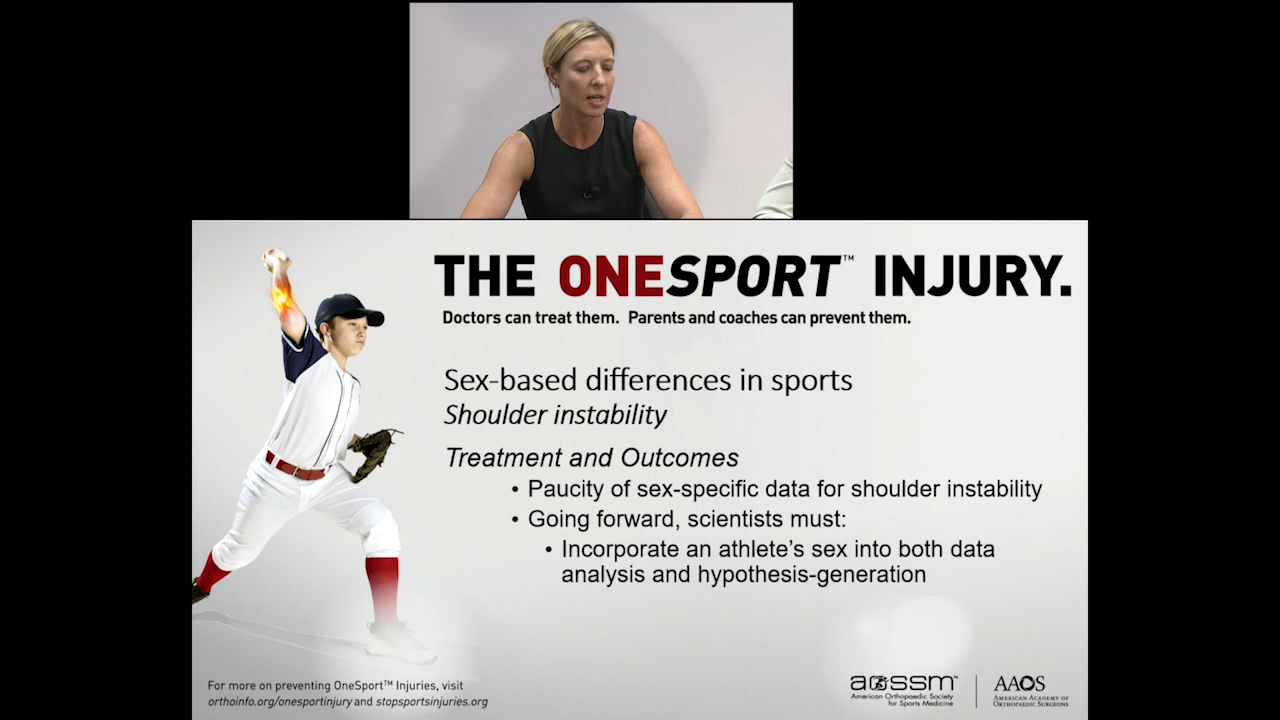 THE ONESPORT™ INJURY.
Doctors can treat them. Parents and coaches can prevent them.
Sex-based differences in sports
Shoulder instability
Treatment and Outcomes
• Paucity of sex-specific data for shoulder instability
• Going forward, scientists must:
• Incorporate an athlete's sex into both data
analysis and hypothesis-generation
For more on preventing OneSport™ Injuries, visit
orthoinfo.org/onesportinjury and stopsportsinjuries.org
aossm™
American Orthopaedic Society
for Sports Medicine
AAOS
AMERICAN ACADEMY OF
ORTHOPAEDIC SURGEONS